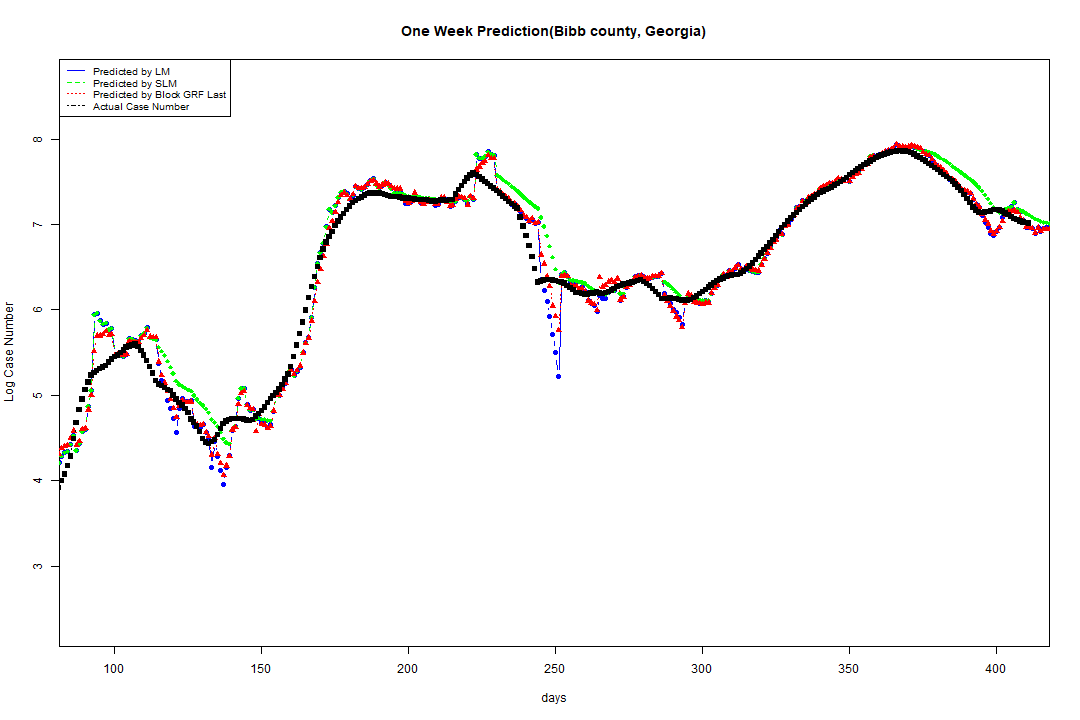 One Week Prediction(Bibb county, Georgia)
Predicted by LM
Predicted by SLM
Predicted by Block GRF Last
Actual Case Number
8
7
6
5
4
3
Log Case Number
100 150 200 250 300 350 400
days